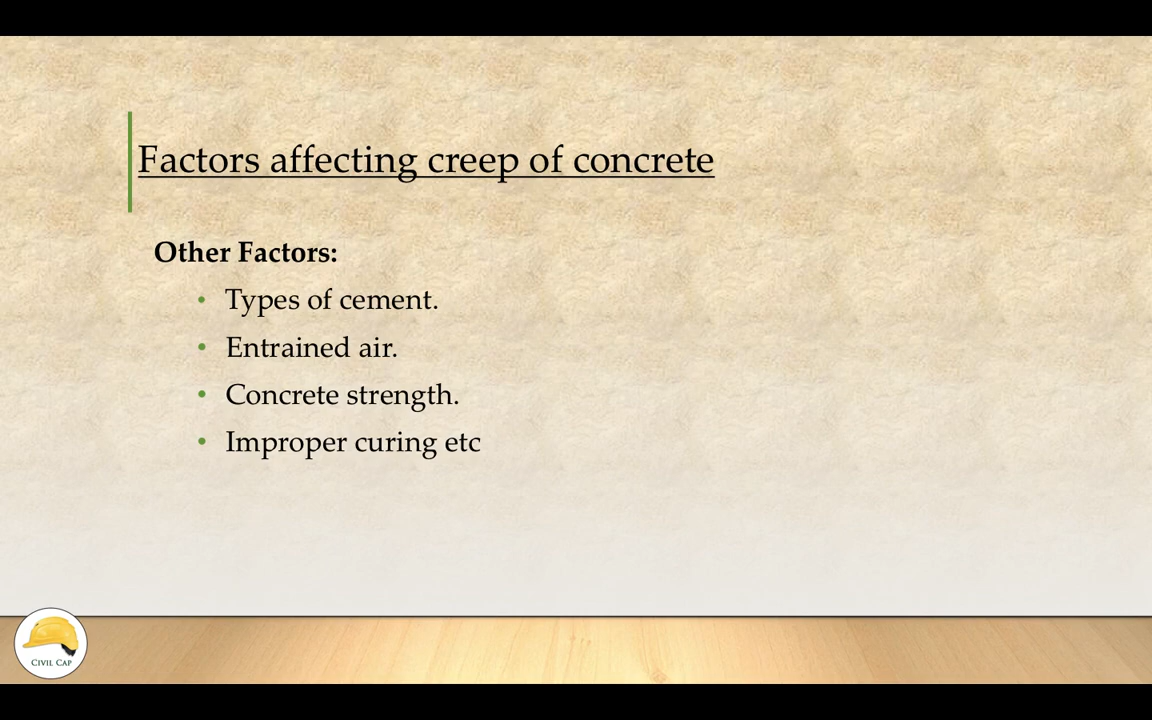 Factors affecting creep of concrete
Other Factors:
• Types of cement.
• Entrained air.
• Concrete strength.
• Improper curing etc
CIVIL CAP